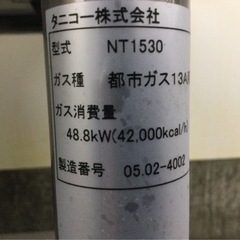 タニコー株式会社
型式 NT1530
ガス種 都市ガス13A
ガス消費量
48.8kW(42,000kcal/h)
製造番号 05.02-4002